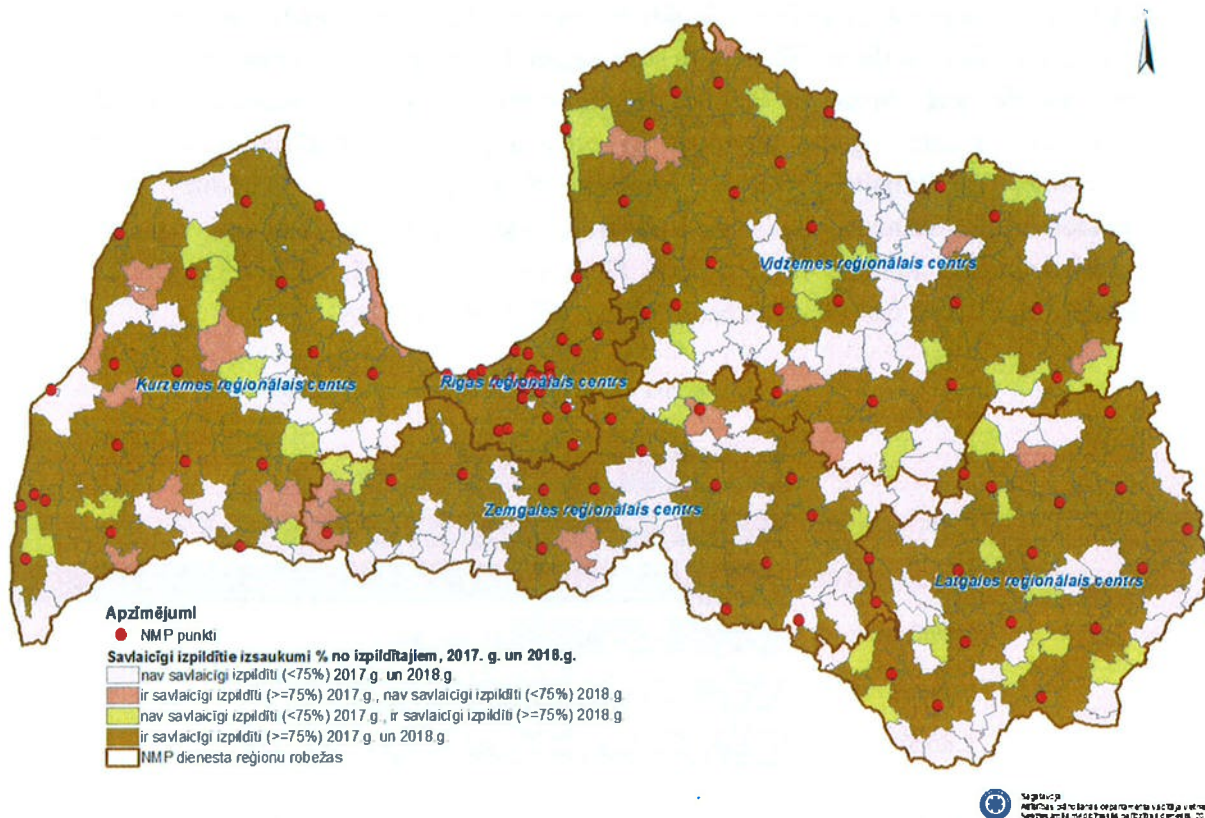 Vidzemes reģionālais centrs
Kurzemes reģionālais centrs
Rīgas reģionālais centrs
Zemgales reģionālais centrs
Latgales reģionālais centrs
Apzīmējumi
NMP punkti
Savlaicīgi izpildītie izsaukumi % no izpildītajiem, 2017. g. un 2018.g.
nav savlaicīgi izpildīti (<75%) 2017.g. un 2018.g.
ir savlaicīgi izpildīti (>=75%) 2017.g., nav savlaicīgi izpildīti (<75%) 2018.g.
nav savlaicīgi izpildīti (<75%) 2017.g., ir savlaicīgi izpildīti (>=75%) 2018.g.
ir savlaicīgi izpildīti (>=75%) 2017.g. un 2018.g.
NMP dienesta reģionu robežas